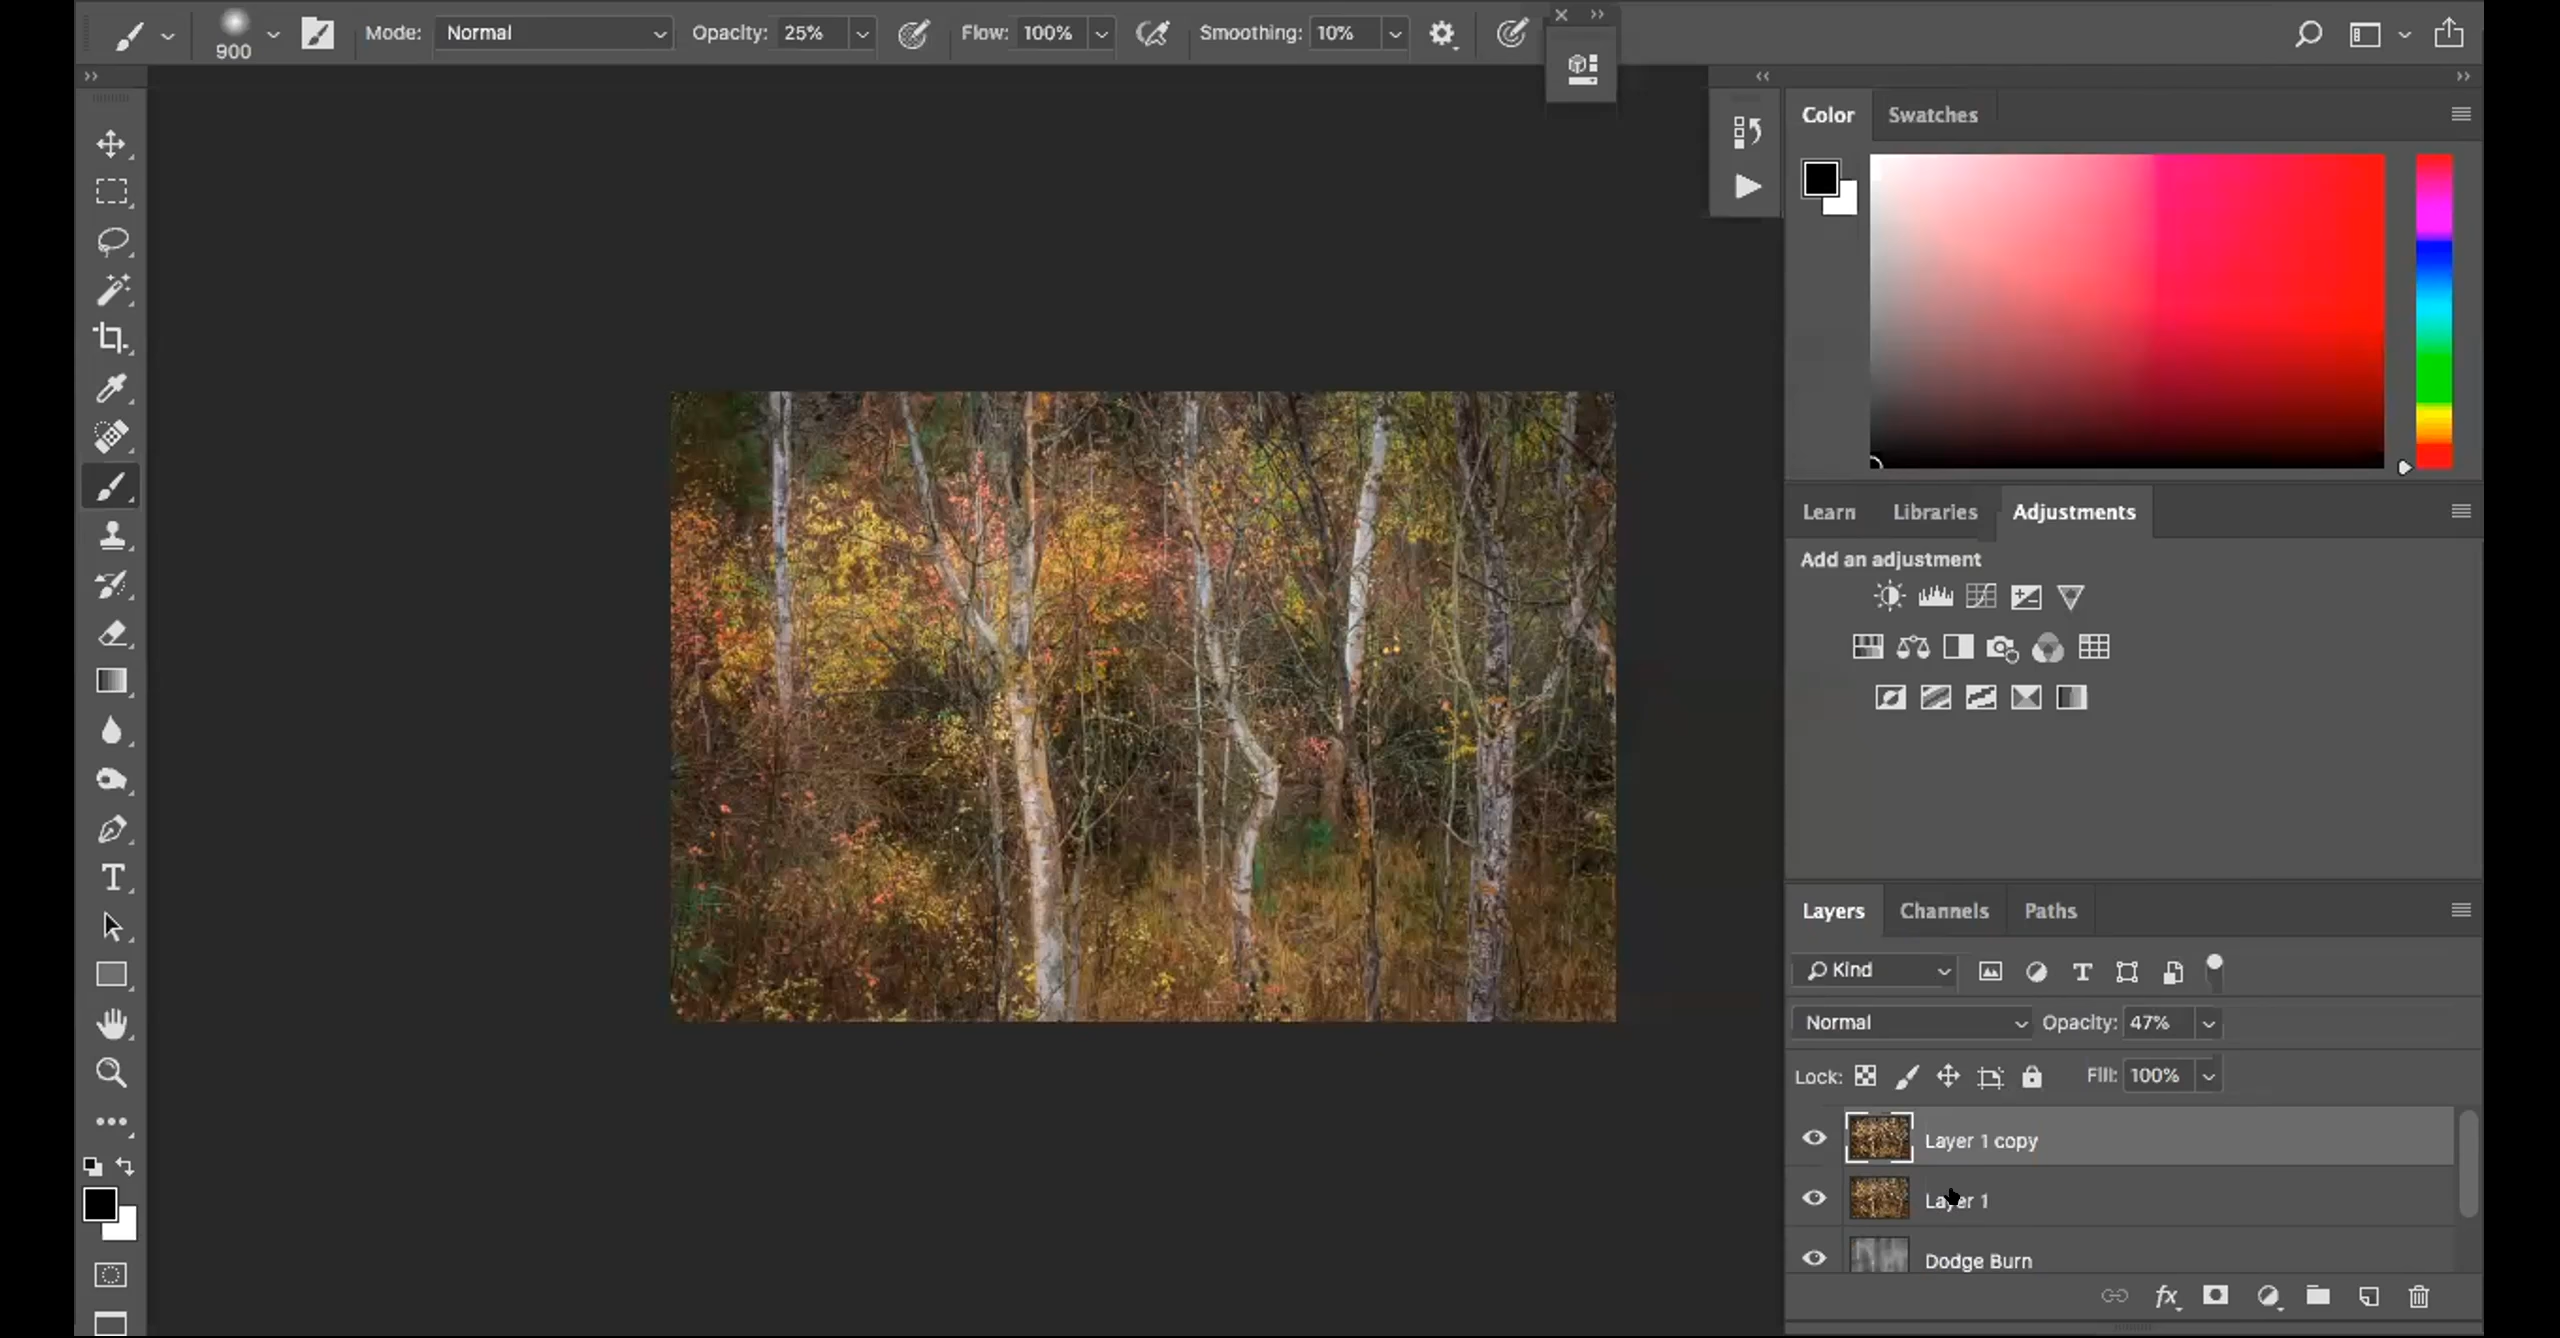 Mode: Normal Opacity: 25% Flow: 100% Smoothing: 10%
900
Color Swatches
Learn Libraries Adjustments
Add an adjustment
Layers Channels Paths
Kind
Normal Opacity: 47%
Lock: Fill: 100%
Layer 1 copy
Layer 1
Dodge Burn
fx